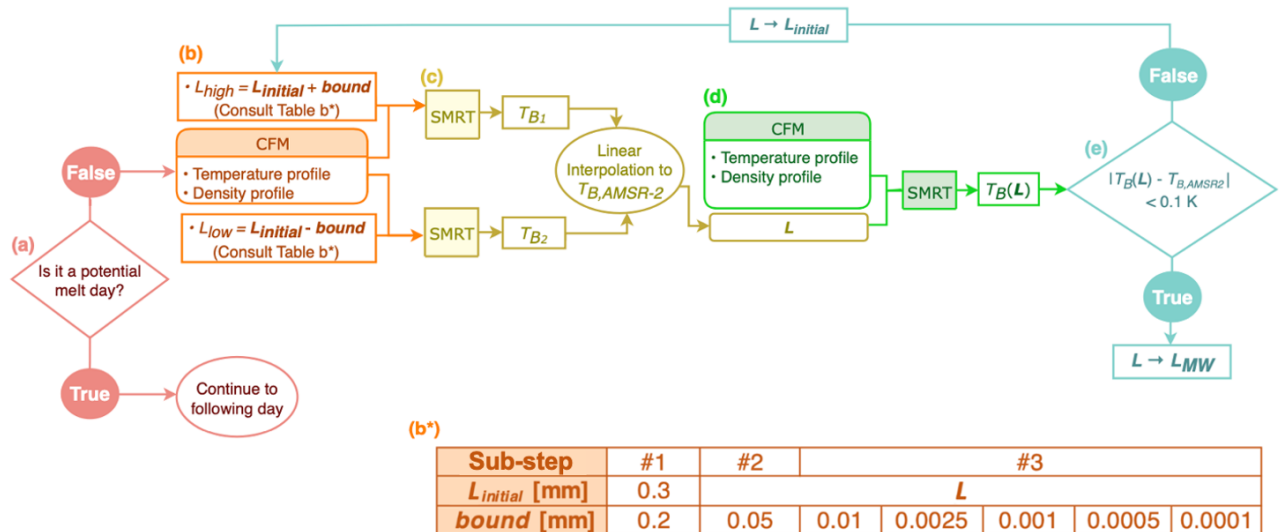 L → L_initial
(b)
• L_high = L_initial + bound
(Consult Table b*)
CFM
• Temperature profile
• Density profile
• L_low = L_initial - bound
(Consult Table b*)
(a)
False
Is it a potential
melt day?
True
Continue to
following day
(c)
SMRT
T_B1
SMRT
T_B2
Linear
Interpolation to
T_B,AMSR-2
(d)
CFM
• Temperature profile
• Density profile
L
SMRT
T_B(L)
(e)
False
|T_B(L) - T_B,AMSR2|
< 0.1 K
True
L → L_MW
(b*)
Sub-step #1 #2 #3
L_initial [mm] 0.3 L
bound [mm] 0.2 0.05 0.01 0.0025 0.001 0.0005 0.0001